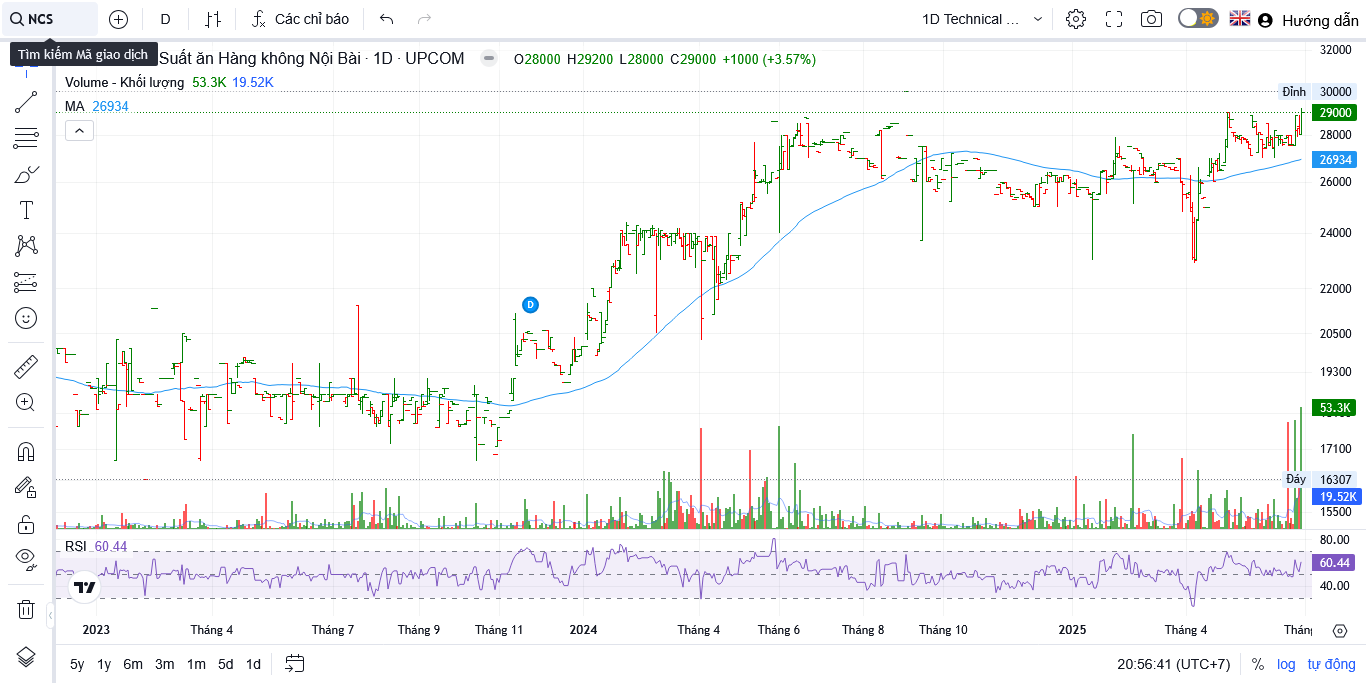 NCS
D
Các chỉ báo
1D Technical ...
Hướng dẫn
Tìm kiếm Mã giao dịch
Suất ăn Hàng không Nội Bài · 1D · UPCOM
O28000 H29200 L28000 C29000 +1000 (+3.57%)
Volume - Khối lượng 53.3K 19.52K
MA 26934
32000
Đỉnh 30000
29000
28000
26934
26000
24000
22000
20500
19300
53.3K
17100
Đáy 16307
19.52K
15500
D
RSI 60.44
80.00
60.44
40.00
2023 Tháng 4 Tháng 7 Tháng 9 Tháng 11 2024 Tháng 4 Tháng 6 Tháng 8 Tháng 10 2025 Tháng 4
5y 1y 6m 3m 1m 5d 1d
20:56:41 (UTC+7) % log tự động